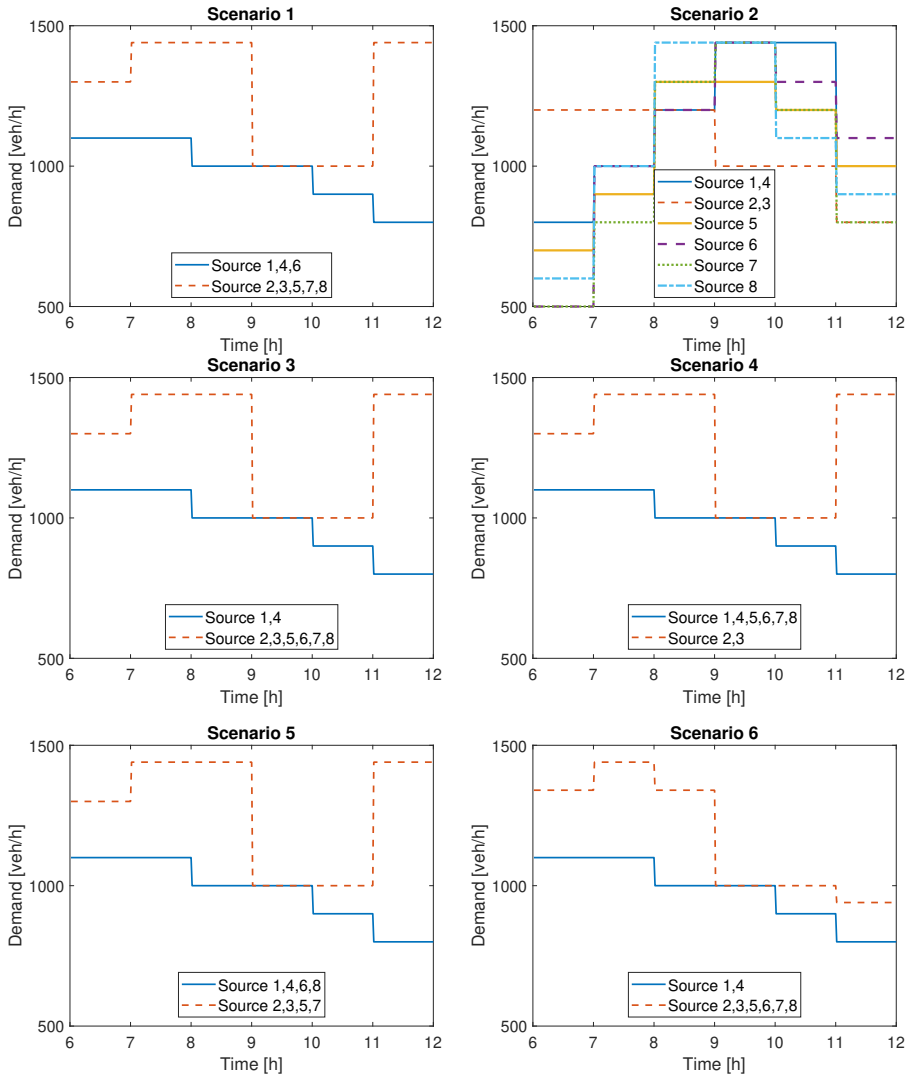 Scenario 1
1500
1000
500
Demand [veh/h]
Source 1,4,6
Source 2,3,5,7,8
6 7 8 9 10 11 12
Time [h]
Scenario 2
1500
1000
500
Demand [veh/h]
Source 1,4
Source 2,3
Source 5
Source 6
Source 7
Source 8
6 7 8 9 10 11 12
Time [h]
Scenario 3
1500
1000
500
Demand [veh/h]
Source 1,4
Source 2,3,5,6,7,8
6 7 8 9 10 11 12
Time [h]
Scenario 4
1500
1000
500
Demand [veh/h]
Source 1,4,5,6,7,8
Source 2,3
6 7 8 9 10 11 12
Time [h]
Scenario 5
1500
1000
500
Demand [veh/h]
Source 1,4,6,8
Source 2,3,5,7
6 7 8 9 10 11 12
Time [h]
Scenario 6
1500
1000
500
Demand [veh/h]
Source 1,4
Source 2,3,5,6,7,8
6 7 8 9 10 11 12
Time [h]